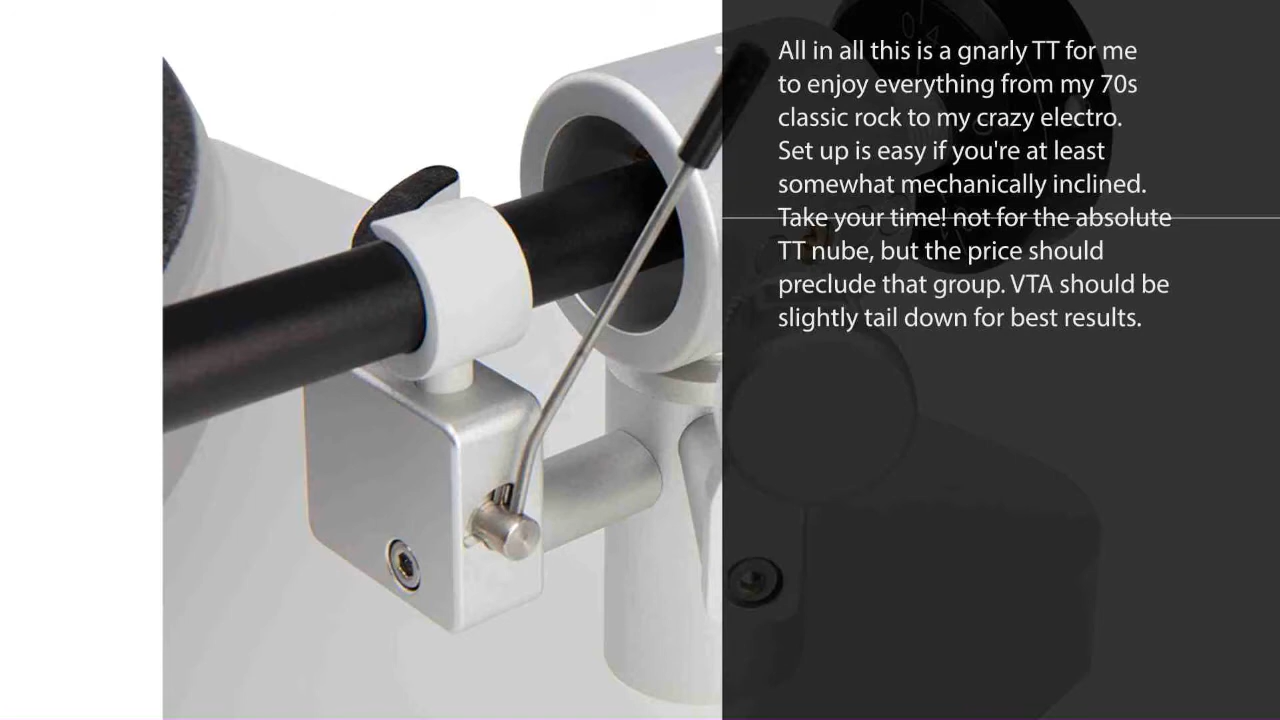 All in all this is a gnarly TT for me
to enjoy everything from my 70s
classic rock to my crazy electro.
Set up is easy if you're at least
somewhat mechanically inclined.
Take your time! not for the absolute
TT nube, but the price should
preclude that group. VTA should be
slightly tail down for best results.